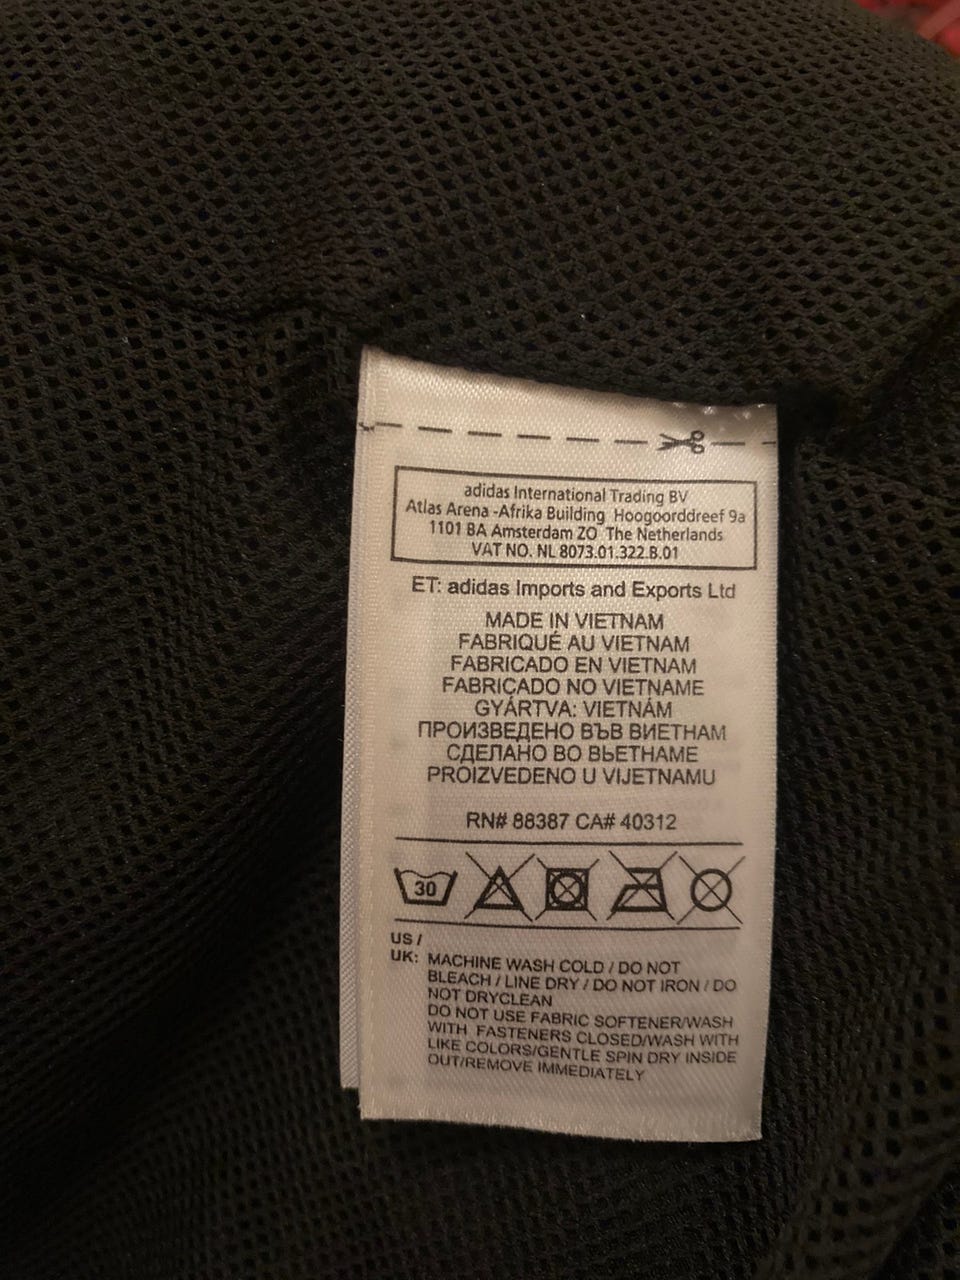 adidas International Trading BV
Atlas Arena -Afrika Building Hoogoorddreef 9a
1101 BA Amsterdam ZO The Netherlands
VAT NO. NL 8073.01.322.B.01
ET: adidas Imports and Exports Ltd
MADE IN VIETNAM
FABRIQUÉ AU VIETNAM
FABRICADO EN VIETNAM
FABRICADO NO VIETNAME
GYÁRTVA: VIETNÁM
ПРОИЗВЕДЕНО ВЪВ ВИЕТНАМ
СДЕЛАНО ВО ВЬЕТНАМЕ
PROIZVEDENO U VIJETNAMU
RN# 88387 CA# 40312
30
US /
UK: MACHINE WASH COLD / DO NOT
BLEACH / LINE DRY / DO NOT IRON / DO
NOT DRYCLEAN
DO NOT USE FABRIC SOFTENER/WASH
WITH FASTENERS CLOSED/WASH WITH
LIKE COLORS/GENTLE SPIN DRY INSIDE
OUT/REMOVE IMMEDIATELY